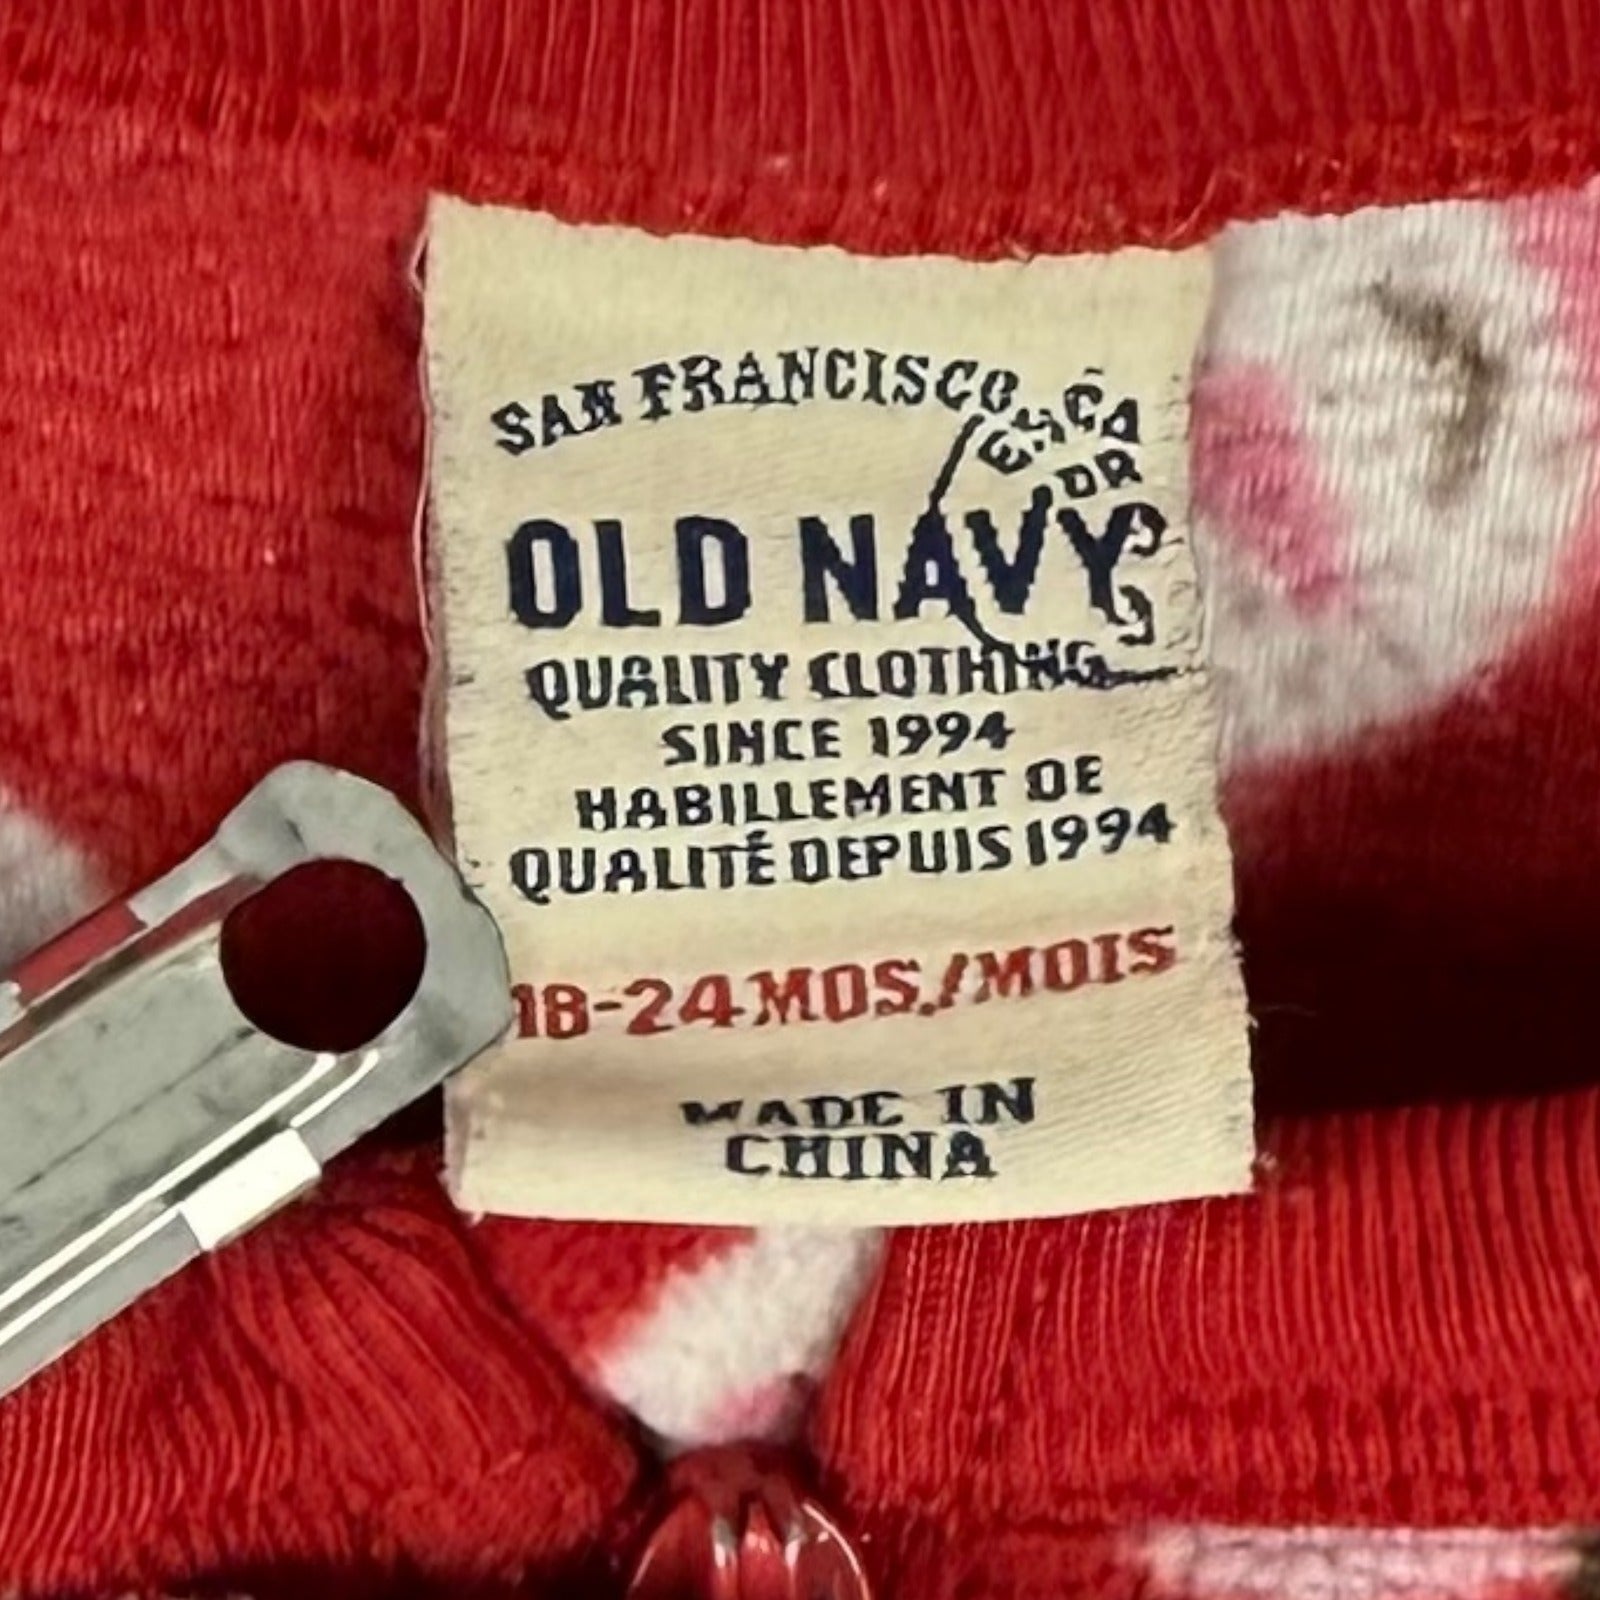 SAN FRANCISCO, CA
OLD NAVY
QUALITY CLOTHING
SINCE 1994
HABILLEMENT DE
QUALITÉ DEPUIS 1994
18-24 MOS./MOIS
MADE IN
CHINA